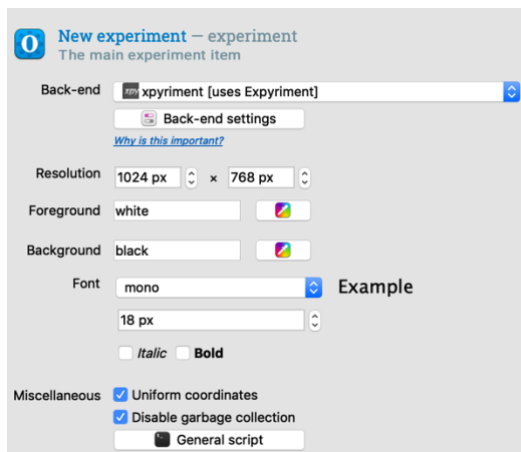 New experiment — experiment
The main experiment item
Back-end xpy xpyriment [uses Expyriment]
Back-end settings
Why is this important?
Resolution 1024 px × 768 px
Foreground white
Background black
Font mono Example
18 px
Italic Bold
Miscellaneous Uniform coordinates
Disable garbage collection
General script